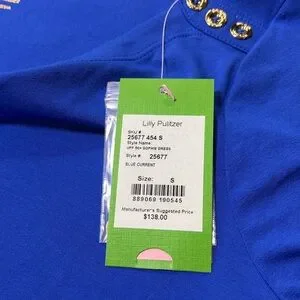 Lilly Pulitzer
SKU #
25677 454 S
Style Name:
UPF 50+ SOPHIE DRESS
Style #: 25677
BLUE CURRENT
Size: S
889069 190545
Manufacturer's Suggested Price
$138.00